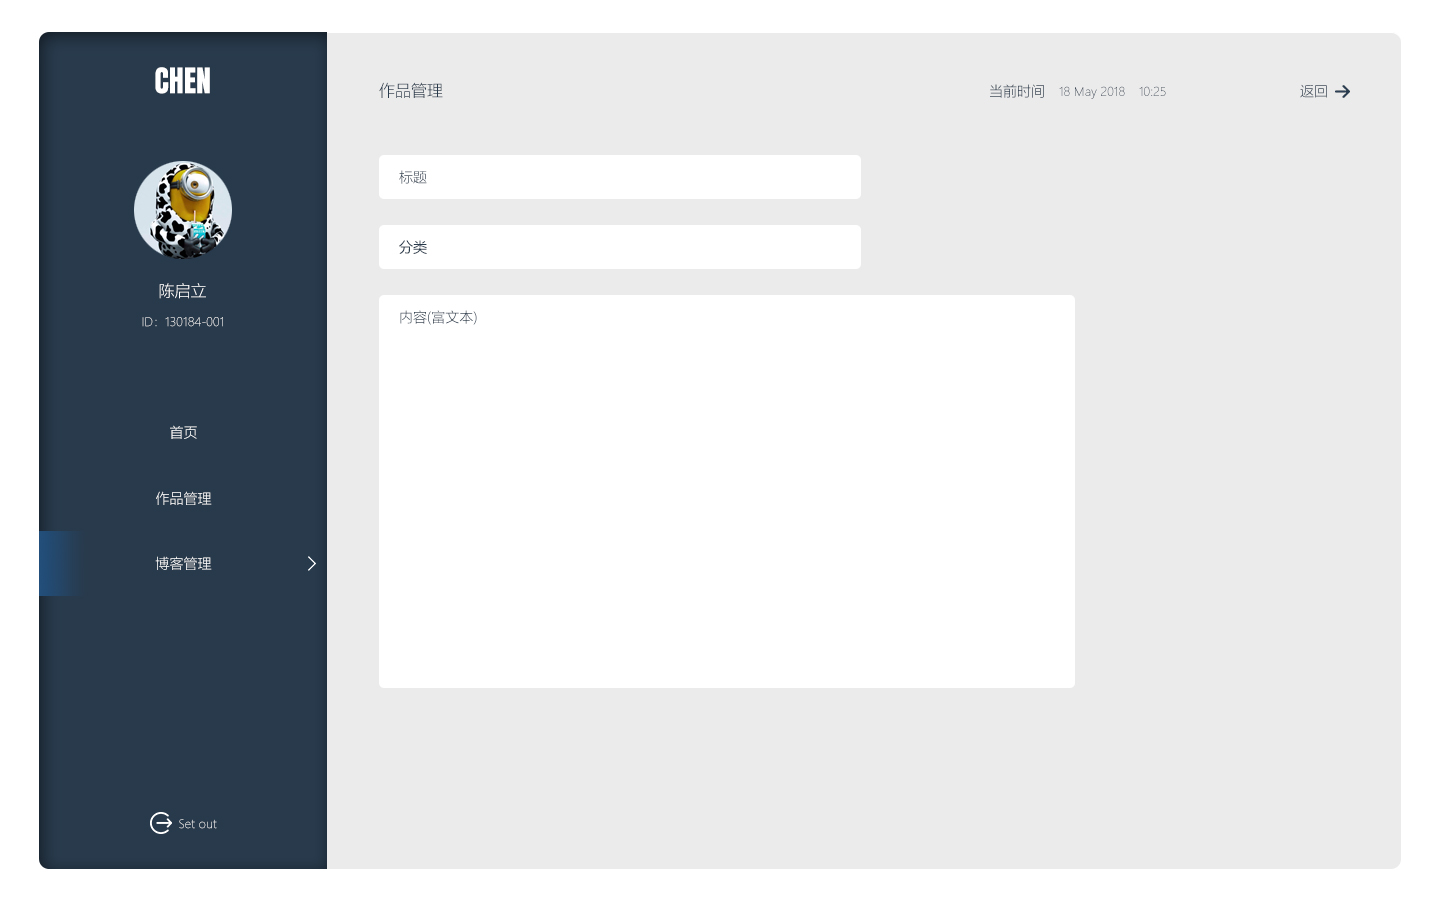 CHEN
陈启立
ID：130184-001
首页
作品管理
博客管理
Set out
作品管理
当前时间 18 May 2018 10:25
返回
标题
分类
内容(富文本)